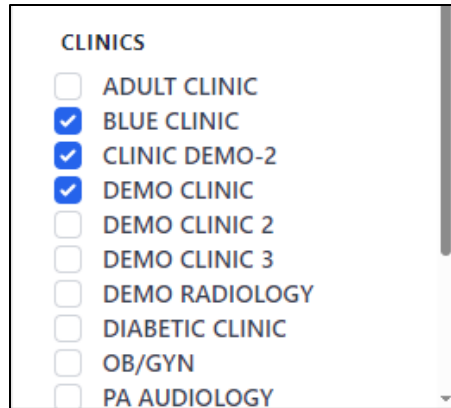 CLINICS
ADULT CLINIC
BLUE CLINIC
CLINIC DEMO-2
DEMO CLINIC
DEMO CLINIC 2
DEMO CLINIC 3
DEMO RADIOLOGY
DIABETIC CLINIC
OB/GYN
PA AUDIOLOGY